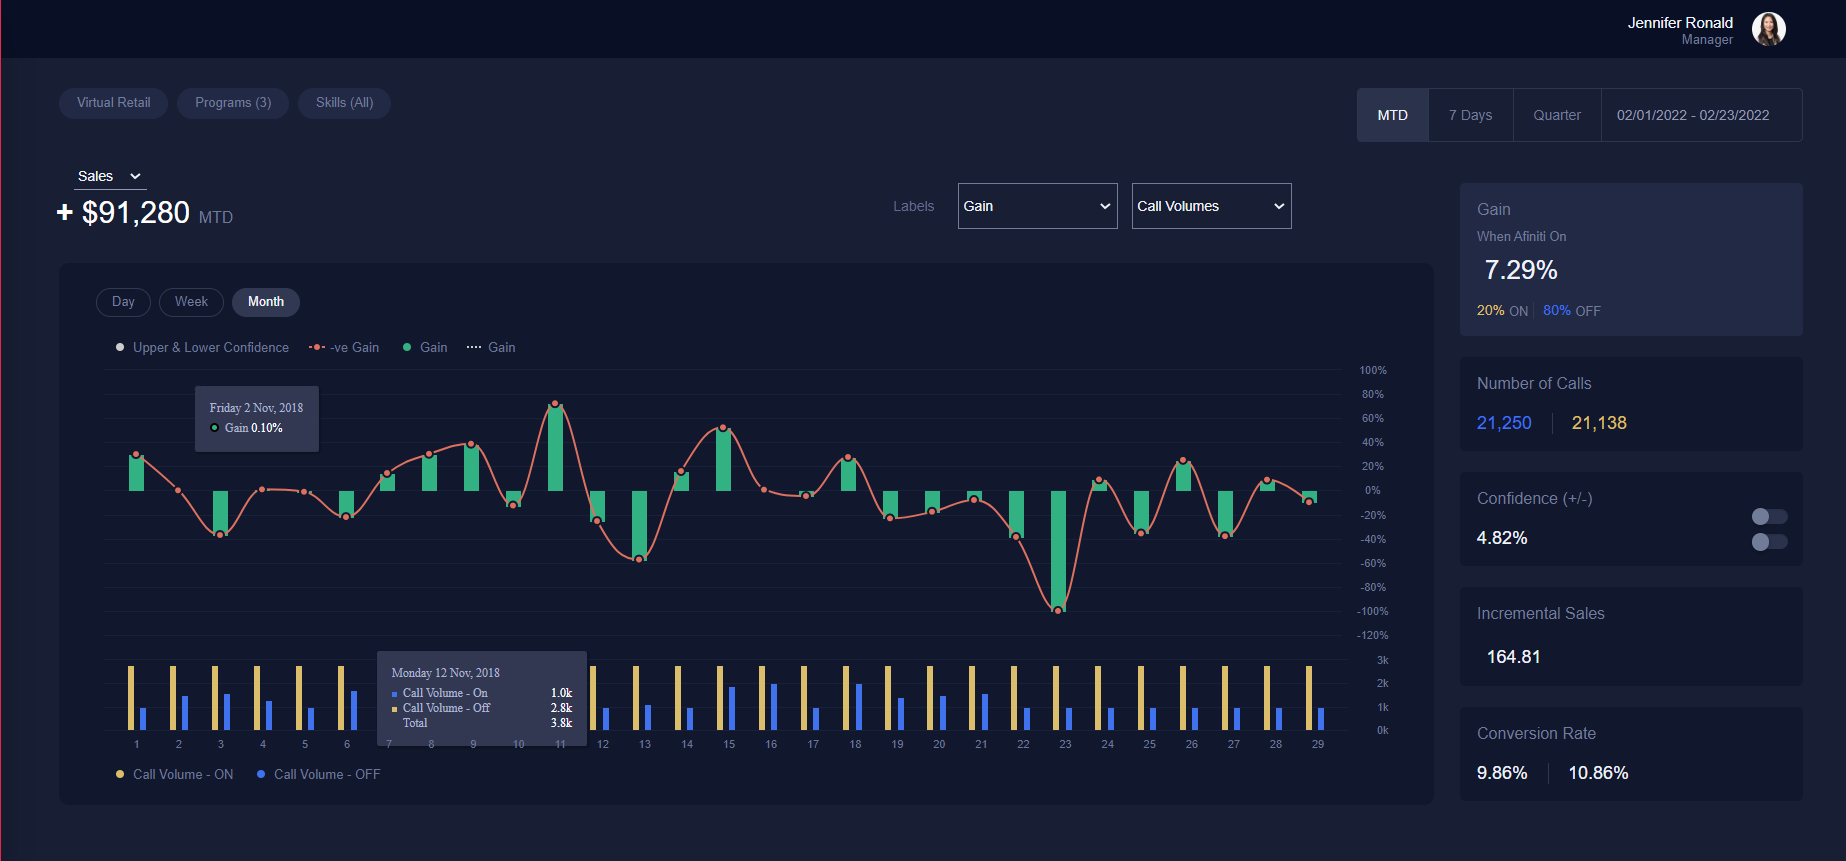 Jennifer Ronald
Manager
Virtual Retail
Programs (3)
Skills (All)
MTD
7 Days
Quarter
02/01/2022 - 02/23/2022
Sales
+ $91,280 MTD
Labels
Gain
Call Volumes
Day
Week
Month
Upper & Lower Confidence
-ve Gain
Gain
Gain
100%
80%
60%
40%
20%
0%
-20%
-40%
-60%
-80%
-100%
-120%
Friday 2 Nov, 2018
Gain 0.10%
3k
2k
1k
0k
Monday 12 Nov, 2018
Call Volume - On 1.0k
Call Volume - Off 2.8k
Total 3.8k
1 2 3 4 5 6 7 8 9 10 11 12 13 14 15 16 17 18 19 20 21 22 23 24 25 26 27 28 29
Call Volume - ON
Call Volume - OFF
Gain
When Afiniti On
7.29%
20% ON
80% OFF
Number of Calls
21,250
21,138
Confidence (+/-)
4.82%
Incremental Sales
164.81
Conversion Rate
9.86%
10.86%